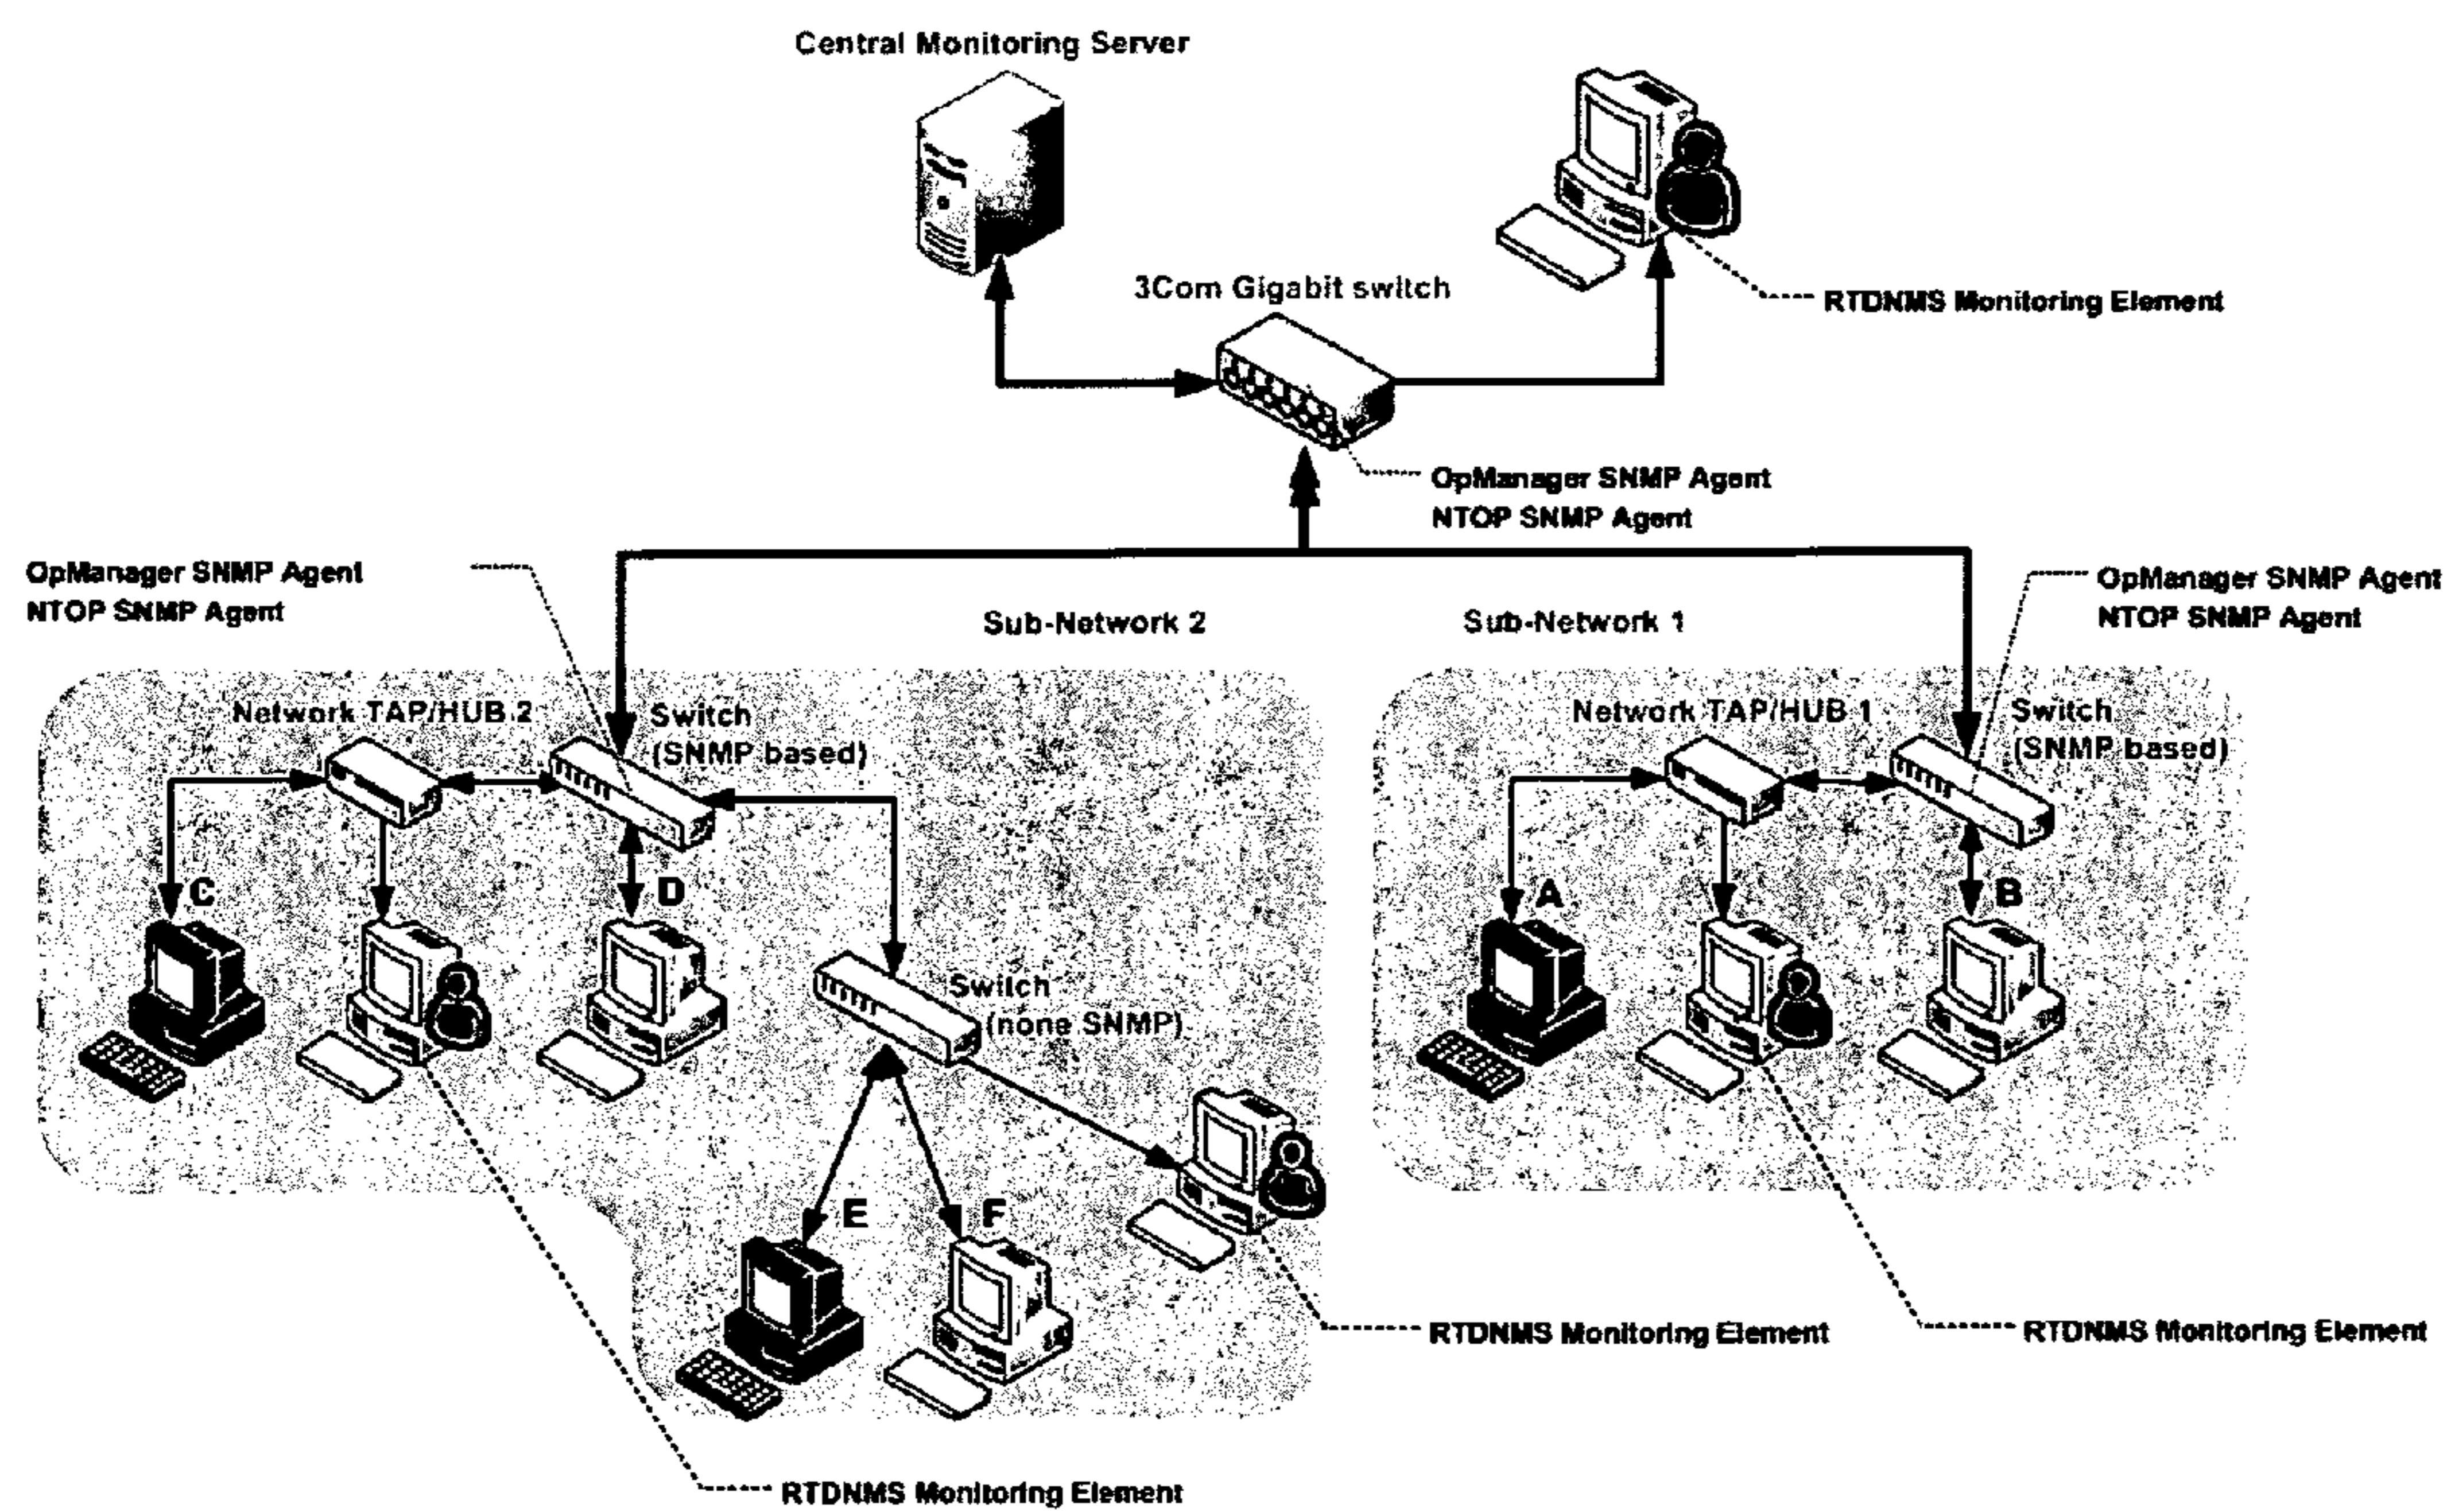 Central Monitoring Server
3Com Gigabit switch
RTDNMS Monitoring Element
OpManager SNMP Agent
NTOP SNMP Agent
OpManager SNMP Agent
NTOP SNMP Agent
OpManager SNMP Agent
NTOP SNMP Agent
Sub-Network 2
Sub-Network 1
Network TAP/HUB 2
Switch
(SNMP based)
Network TAP/HUB 1
Switch
(SNMP based)
C
D
A
B
Switch
(none SNMP)
E
F
RTDNMS Monitoring Element
RTDNMS Monitoring Element
RTDNMS Monitoring Element